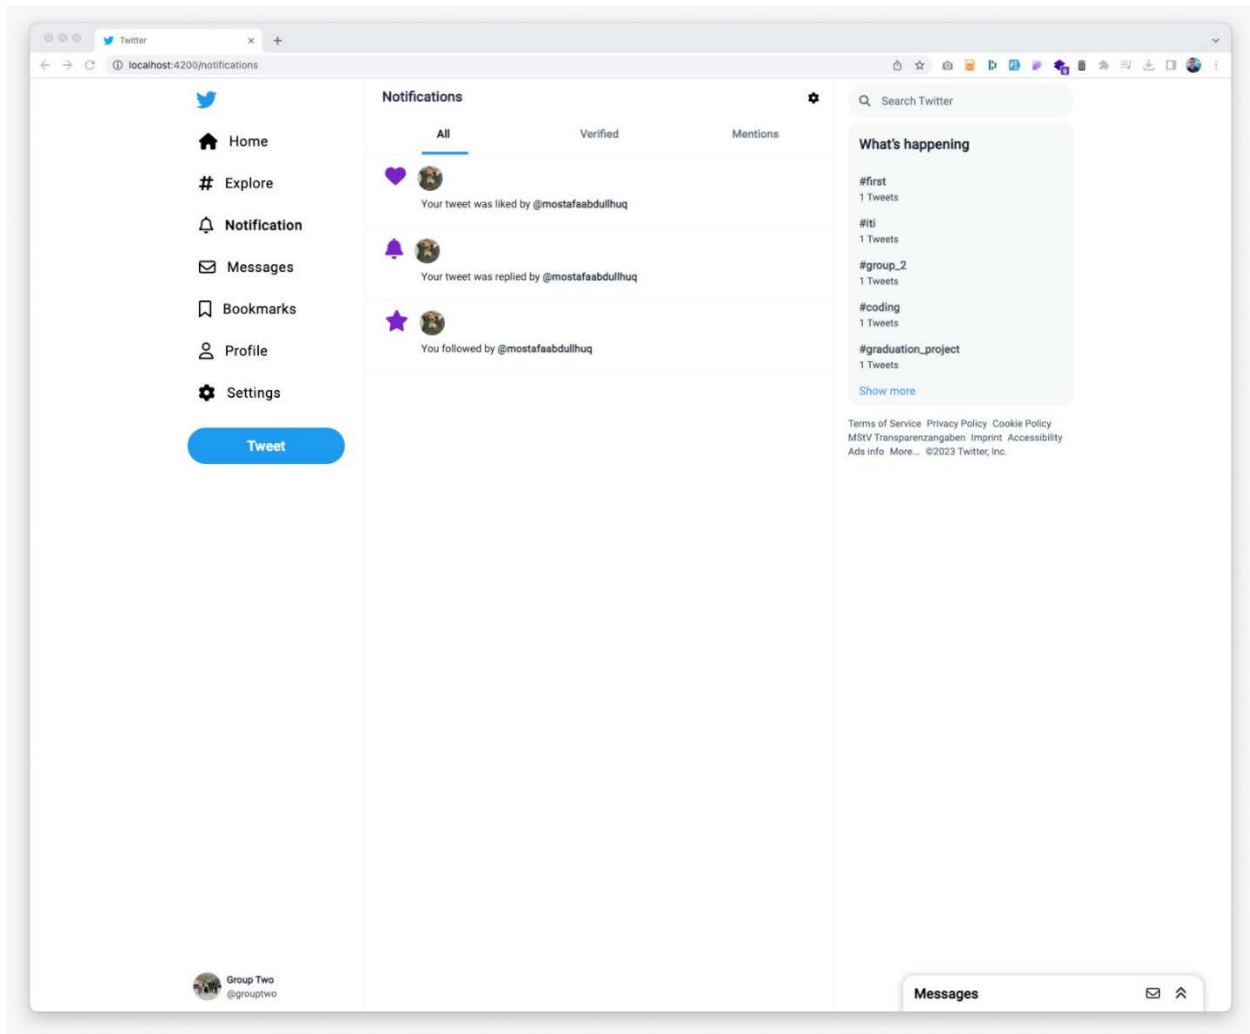 Twitter
localhost:4200/notifications
Home
Explore
Notification
Messages
Bookmarks
Profile
Settings
Tweet
Group Two
@grouptwo
Notifications
All Verified Mentions
Your tweet was liked by @mostafaabdullhuq
Your tweet was replied by @mostafaabdullhuq
You followed by @mostafaabdullhuq
Search Twitter
What's happening
#first
1 Tweets
#iti
1 Tweets
#group_2
1 Tweets
#coding
1 Tweets
#graduation_project
1 Tweets
Show more
Terms of Service Privacy Policy Cookie Policy
MStV Transparenzangaben Imprint Accessibility
Ads info More... ©2023 Twitter, Inc.
Messages